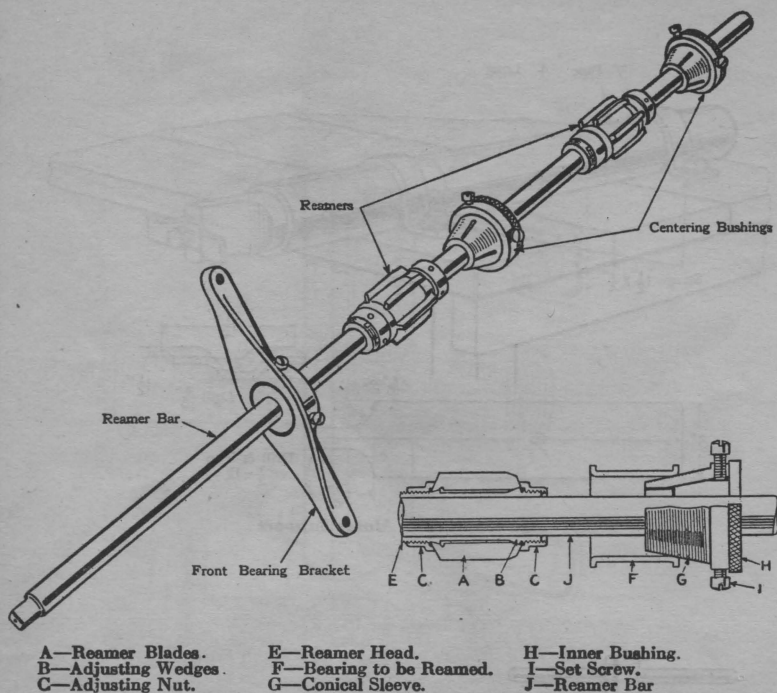 Reamers
Centering Bushings
Reamer Bar
Front Bearing Bracket
E C A B C J F G H I
A—Reamer Blades.
B—Adjusting Wedges.
C—Adjusting Nut.
E—Reamer Head.
F—Bearing to be Reamed.
G—Conical Sleeve.
H—Inner Bushing.
I—Set Screw.
J—Reamer Bar